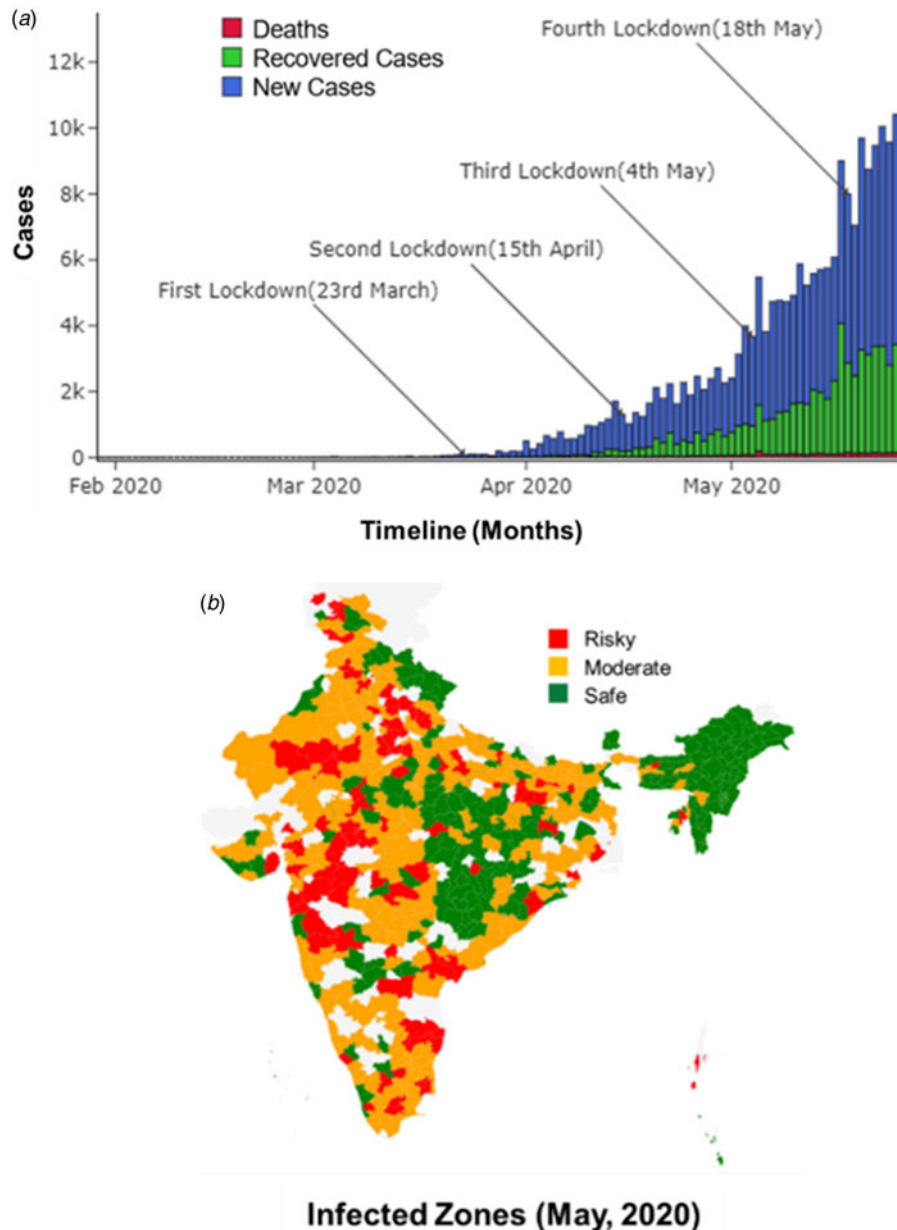 (a)
Deaths
Recovered Cases
New Cases
Fourth Lockdown(18th May)
Third Lockdown(4th May)
Second Lockdown(15th April)
First Lockdown(23rd March)
12k
10k
8k
6k
4k
2k
0
Cases
Feb 2020 Mar 2020 Apr 2020 May 2020
Timeline (Months)
(b)
Risky
Moderate
Safe
Infected Zones (May, 2020)